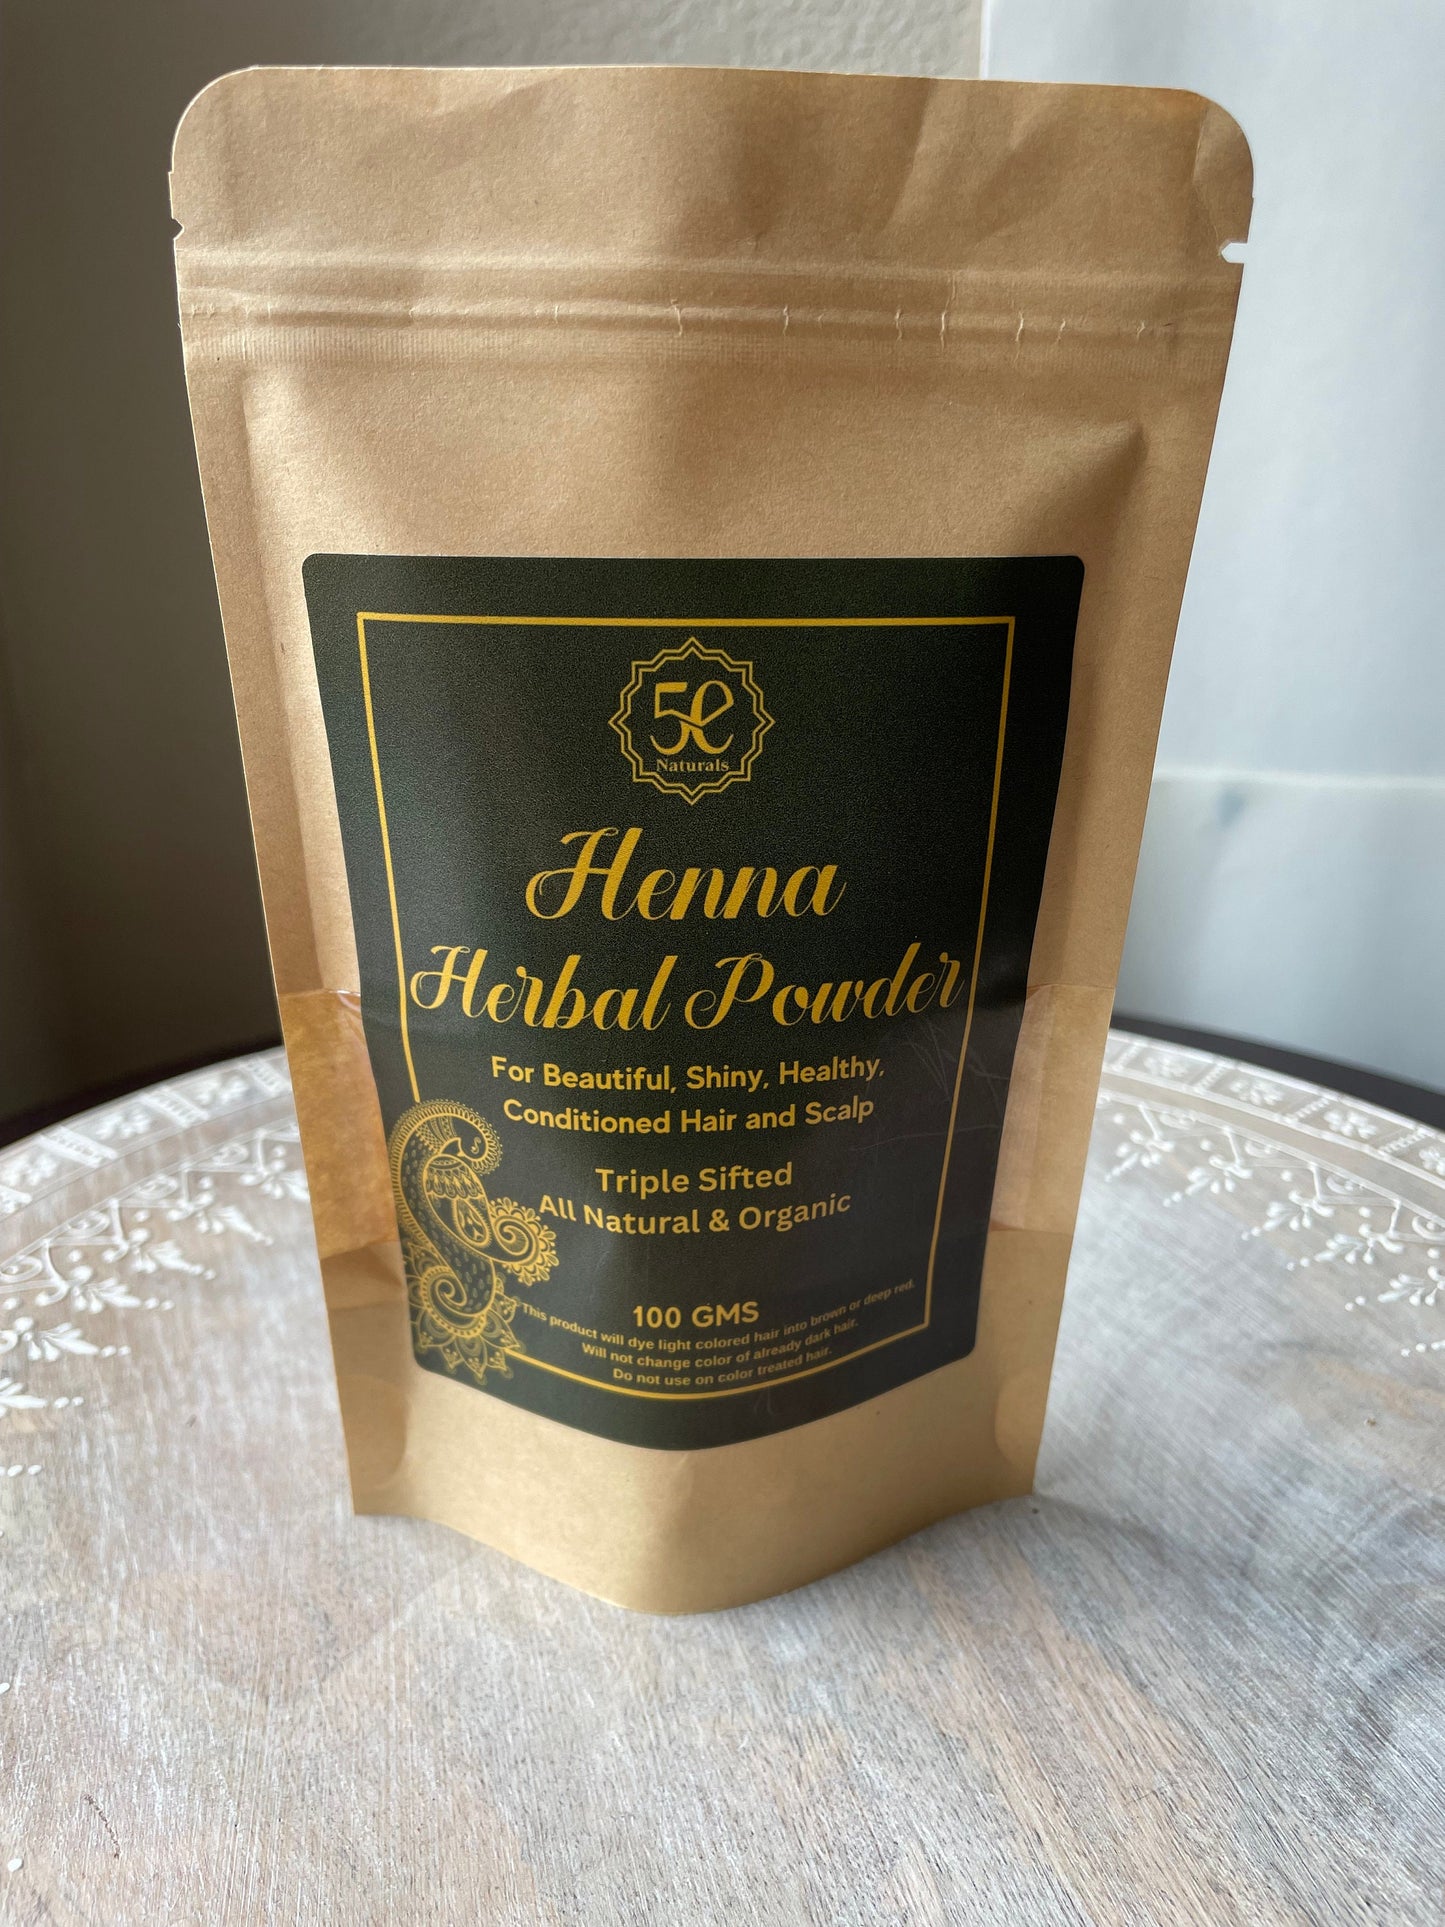 5e
Naturals
Henna
Herbal Powder
For Beautiful, Shiny, Healthy,
Conditioned Hair and Scalp
Triple Sifted
All Natural & Organic
100 GMS
*This product will dye light colored hair into brown or deep red.
Will not change color of already dark hair.
Do not use on color treated hair.